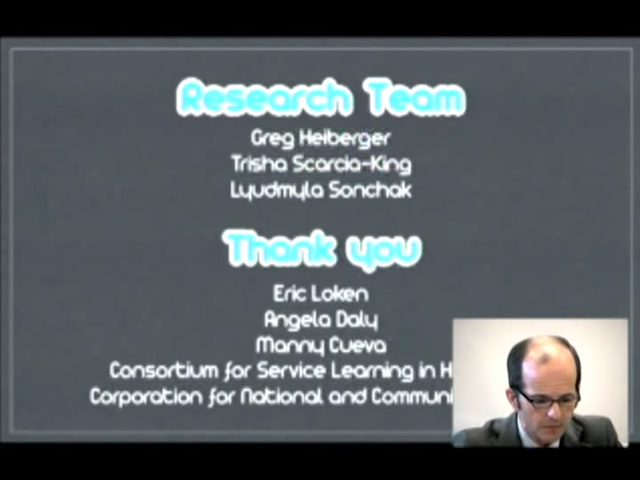 Research Team
Greg Heiberger
Trisha Scarcia-King
Lyudmyla Sonchak
Thank you
Eric Loken
Angela Daly
Manny Cueva
Consortium for Service Learning in H
Corporation for National and Communi